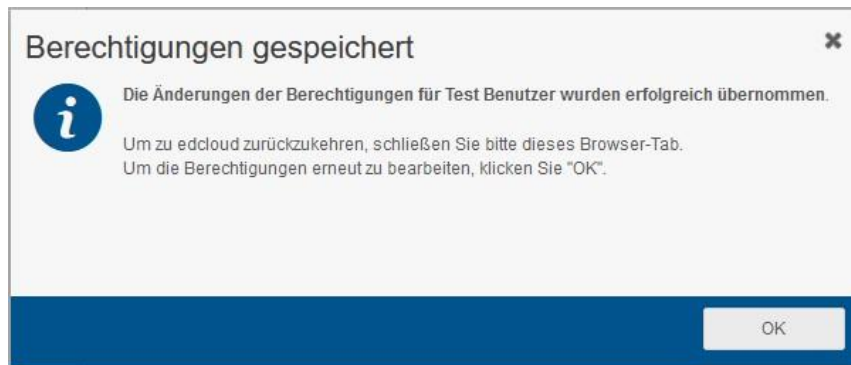 Berechtigungen gespeichert
Die Änderungen der Berechtigungen für Test Benutzer wurden erfolgreich übernommen.
Um zu edcloud zurückzukehren, schließen Sie bitte dieses Browser-Tab.
Um die Berechtigungen erneut zu bearbeiten, klicken Sie "OK".
OK